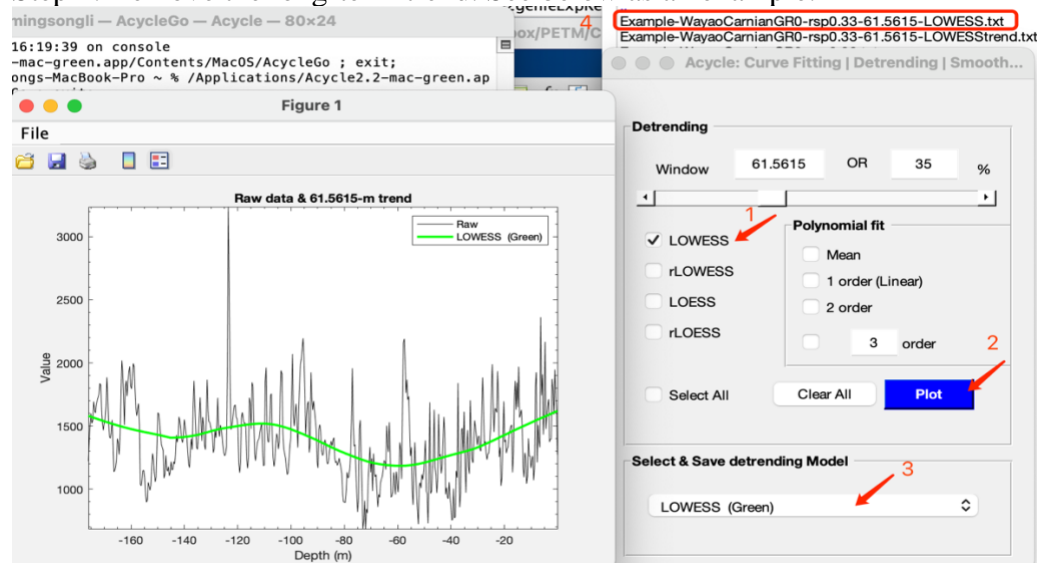 mingsongli — AcycleGo — Acycle — 80×24
16:19:39 on console
-mac-green.app/Contents/MacOS/AcycleGo ; exit;
ongs-MacBook-Pro ~ % /Applications/Acycle2.2-mac-green.ap
4
Example-WayaoCarnianGR0-rsp0.33-61.5615-LOWESS.txt
Example-WayaoCarnianGR0-rsp0.33-61.5615-LOWESStrend.txt
ox/PETM/C
Acycle: Curve Fitting | Detrending | Smooth...
Figure 1
File
Raw data & 61.5615-m trend
Raw
LOWESS (Green)
Value
3000
2500
2000
1500
1000
-160 -140 -120 -100 -80 -60 -40 -20
Depth (m)
Detrending
Window 61.5615 OR 35 %
1
LOWESS
rLOWESS
LOESS
rLOESS
Polynomial fit
Mean
1 order (Linear)
2 order
3 order
2
Select All Clear All Plot
Select & Save detrending Model
3
LOWESS (Green)